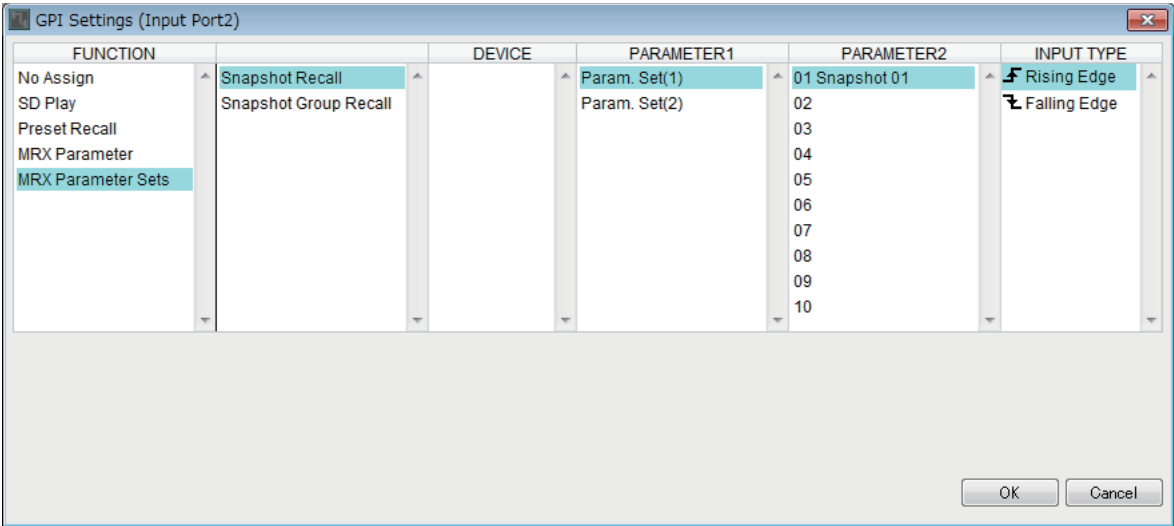 GPI Settings (Input Port2)
FUNCTION DEVICE PARAMETER1 PARAMETER2 INPUT TYPE
No Assign Snapshot Recall Param. Set(1) 01 Snapshot 01 Rising Edge
SD Play Snapshot Group Recall Param. Set(2) 02 Falling Edge
Preset Recall 03
MRX Parameter 04
MRX Parameter Sets 05
06
07
08
09
10
OK Cancel